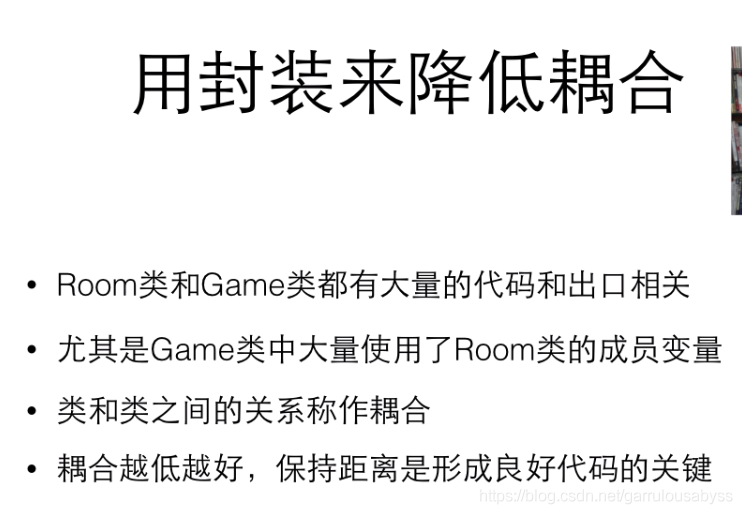 用封装来降低耦合
• Room类和Game类都有大量的代码和出口相关
• 尤其是Game类中大量使用了Room类的成员变量
• 类和类之间的关系称作耦合
• 耦合越低越好，保持距离是形成良好代码的关键
https://blog.csdn.net/garrulousabyss